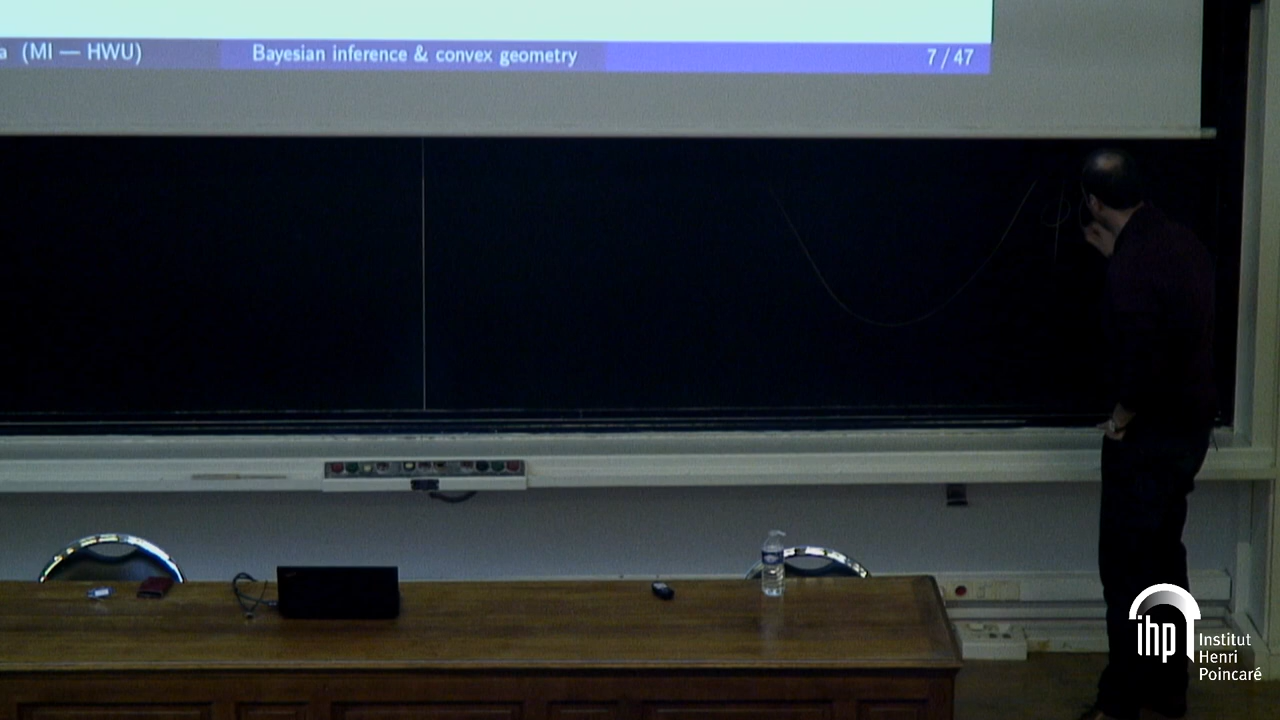 a (MI — HWU) Bayesian inference & convex geometry 7 / 47
φ
ihp Institut
Henri
Poincaré